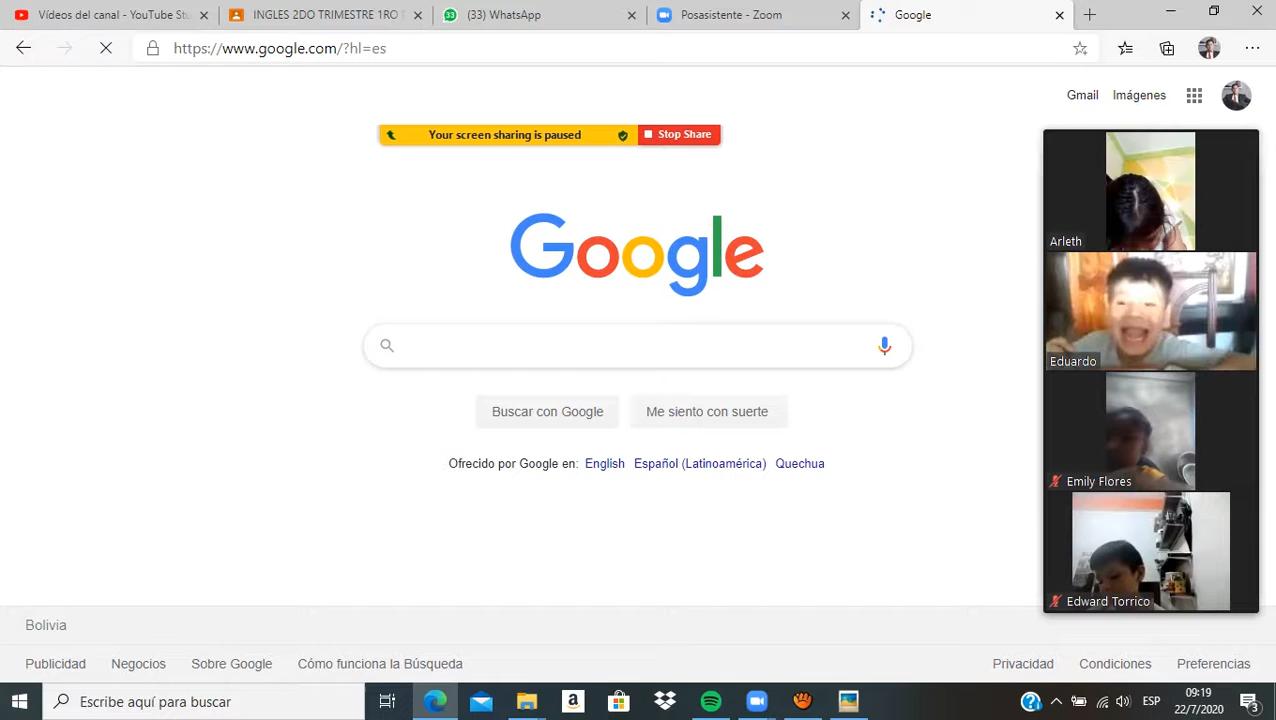 Vídeos del canal - YouTube Stu
INGLES 2DO TRIMESTRE 1RO
(33) WhatsApp
Posasistente - Zoom
Google
https://www.google.com/?hl=es
Gmail
Imágenes
Your screen sharing is paused
Stop Share
Arleth
Google
Eduardo
Buscar con Google
Me siento con suerte
Ofrecido por Google en: English Español (Latinoamérica) Quechua
Emily Flores
Edward Torrico
Bolivia
Publicidad
Negocios
Sobre Google
Cómo funciona la Búsqueda
Privacidad
Condiciones
Preferencias
Escribe aquí para buscar
ESP
09:19
22/7/2020
3